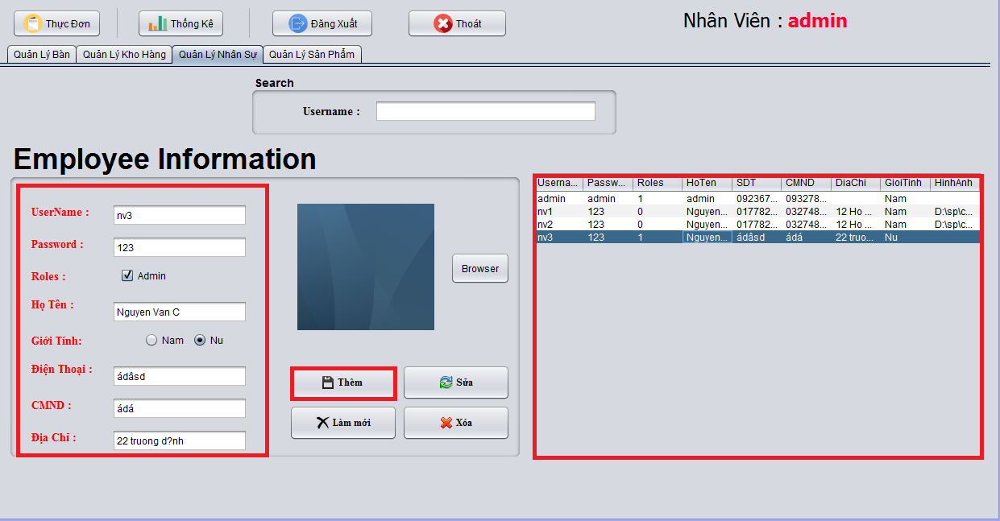 Thực Đơn Thống Kê Đăng Xuất Thoát Nhân Viên : admin
Quản Lý Bàn Quản Lý Kho Hàng Quản Lý Nhân Sự Quản Lý Sản Phẩm
Search
Username :
Employee Information
UserName : nv3
Password : 123
Roles : Admin
Họ Tên : Nguyen Van C
Giới Tính: Nam Nu
Điện Thoại : ádâsd
CMND : ádá
Địa Chỉ : 22 truong d?nh
Browser
Thêm Sửa
Làm mới Xóa
Userna... Passw... Roles HoTen SDT CMND DiaChi GioiTinh HinhAnh
admin admin 1 admin 092367... 093278... Nam
nv1 123 0 Nguyen... 017782... 032748... 12 Ho ... Nam D:\sp\c...
nv2 123 0 Nguyen... 017782... 032748... 12 Ho ... Nam D:\sp\c...
nv3 123 1 Nguyen... ádâsd ádá 22 truo... Nu